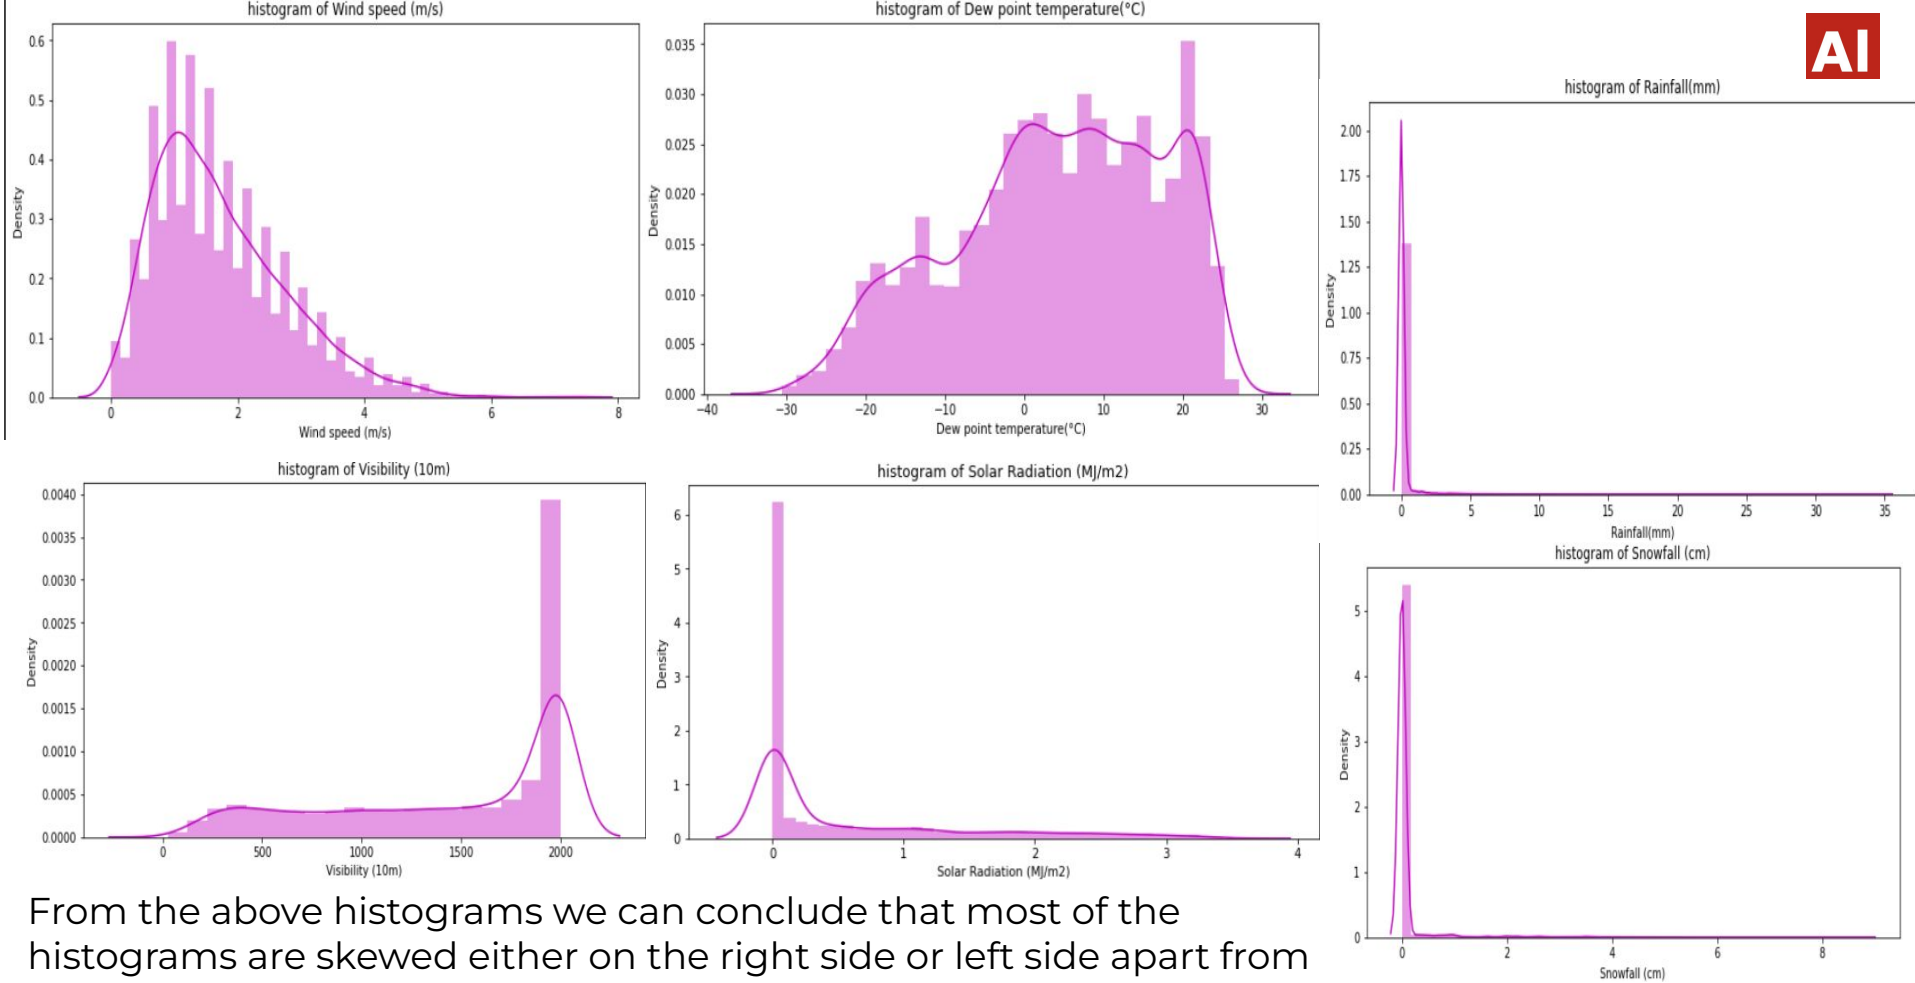 histogram of Wind speed (m/s)
Density
0.6
0.5
0.4
0.3
0.2
0.1
0.0
0 2 4 6 8
Wind speed (m/s)
histogram of Dew point temperature(°C)
Density
0.035
0.030
0.025
0.020
0.015
0.010
0.005
0.000
−40 −30 −20 −10 0 10 20 30
Dew point temperature(°C)
AI
histogram of Rainfall(mm)
Density
2.00
1.75
1.50
1.25
1.00
0.75
0.50
0.25
0.00
0 5 10 15 20 25 30 35
Rainfall(mm)
histogram of Visibility (10m)
Density
0.0040
0.0035
0.0030
0.0025
0.0020
0.0015
0.0010
0.0005
0.0000
0 500 1000 1500 2000
Visibility (10m)
histogram of Solar Radiation (MJ/m2)
Density
6
5
4
3
2
1
0
0 1 2 3 4
Solar Radiation (MJ/m2)
histogram of Snowfall (cm)
Density
5
4
3
2
1
0
0 2 4 6 8
Snowfall (cm)
From the above histograms we can conclude that most of the
histograms are skewed either on the right side or left side apart from